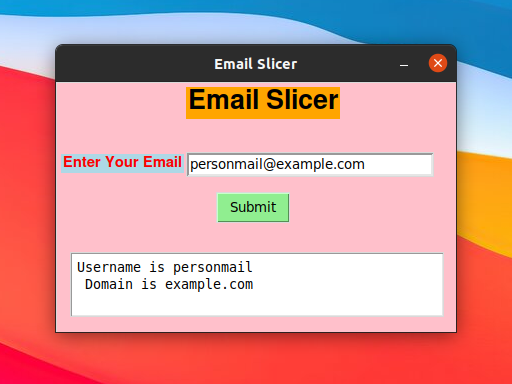 Email Slicer
Email Slicer
Enter Your Email personmail@example.com
Submit
Username is personmail
Domain is example.com